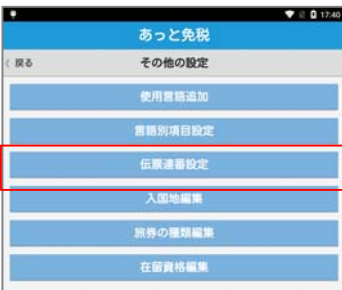 17:40
あっと免税
戻る
その他の設定
使用言語追加
言語別項目設定
伝票連番設定
入国地編集
旅券の種類編集
在留資格編集